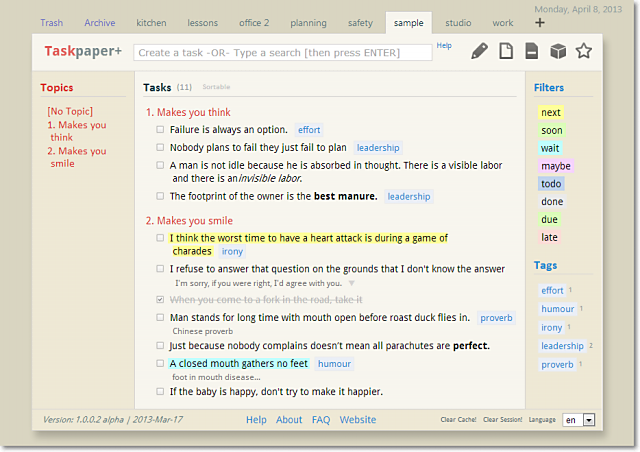 Monday, April 8, 2013
Trash Archive kitchen lessons office 2 planning safety sample studio work +
Taskpaper+
Create a task -OR- Type a search [then press ENTER]
Help
Topics
[No Topic]
1. Makes you
think
2. Makes you
smile
Tasks (11) Sortable
1. Makes you think
Failure is always an option. effort
Nobody plans to fail they just fail to plan leadership
A man is not idle because he is absorbed in thought. There is a visible labor
and there is an invisible labor.
The footprint of the owner is the best manure. leadership
2. Makes you smile
I think the worst time to have a heart attack is during a game of
charades irony
I refuse to answer that question on the grounds that I don't know the answer
I'm sorry, if you were right, I'd agree with you.
When you come to a fork in the road, take it
Man stands for long time with mouth open before roast duck flies in. proverb
Chinese proverb
Just because nobody complains doesn't mean all parachutes are perfect.
A closed mouth gathers no feet humour
foot in mouth disease...
If the baby is happy, don't try to make it happier.
Filters
next
soon
wait
maybe
todo
done
due
late
Tags
effort 1
humour 1
irony 1
leadership 2
proverb 1
Version: 1.0.0.2 alpha | 2013-Mar-17
Help About FAQ Website
Clear Cache! Clear Session! Language en